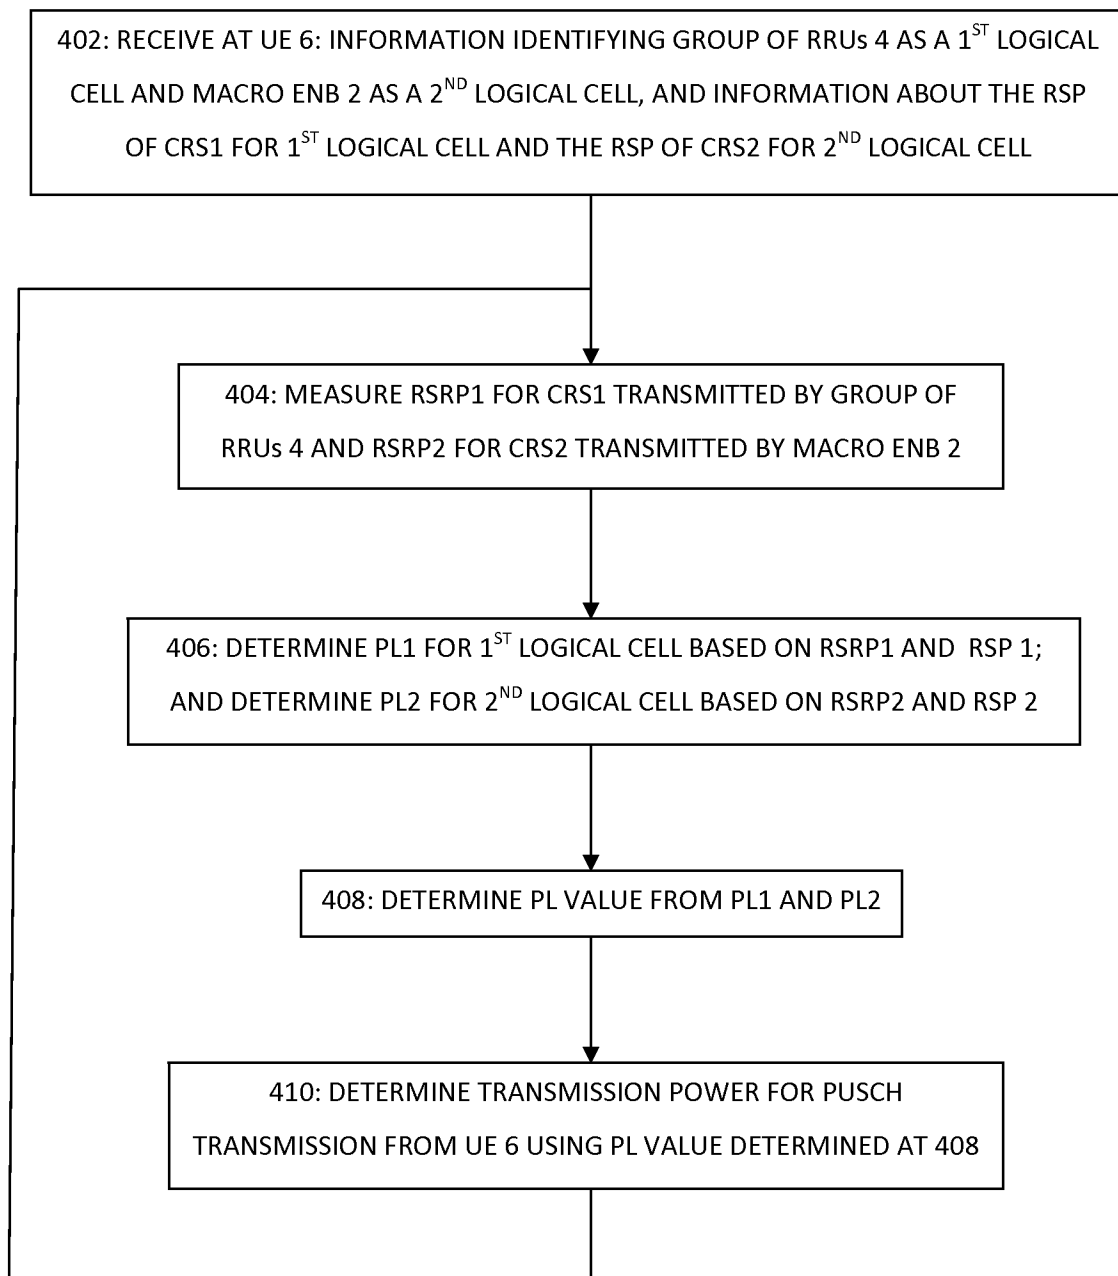 402: RECEIVE AT UE 6: INFORMATION IDENTIFYING GROUP OF RRUs 4 AS A 1ST LOGICAL
CELL AND MACRO ENB 2 AS A 2ND LOGICAL CELL, AND INFORMATION ABOUT THE RSP
OF CRS1 FOR 1ST LOGICAL CELL AND THE RSP OF CRS2 FOR 2ND LOGICAL CELL
404: MEASURE RSRP1 FOR CRS1 TRANSMITTED BY GROUP OF
RRUs 4 AND RSRP2 FOR CRS2 TRANSMITTED BY MACRO ENB 2
406: DETERMINE PL1 FOR 1ST LOGICAL CELL BASED ON RSRP1 AND RSP 1;
AND DETERMINE PL2 FOR 2ND LOGICAL CELL BASED ON RSRP2 AND RSP 2
408: DETERMINE PL VALUE FROM PL1 AND PL2
410: DETERMINE TRANSMISSION POWER FOR PUSCH
TRANSMISSION FROM UE 6 USING PL VALUE DETERMINED AT 408